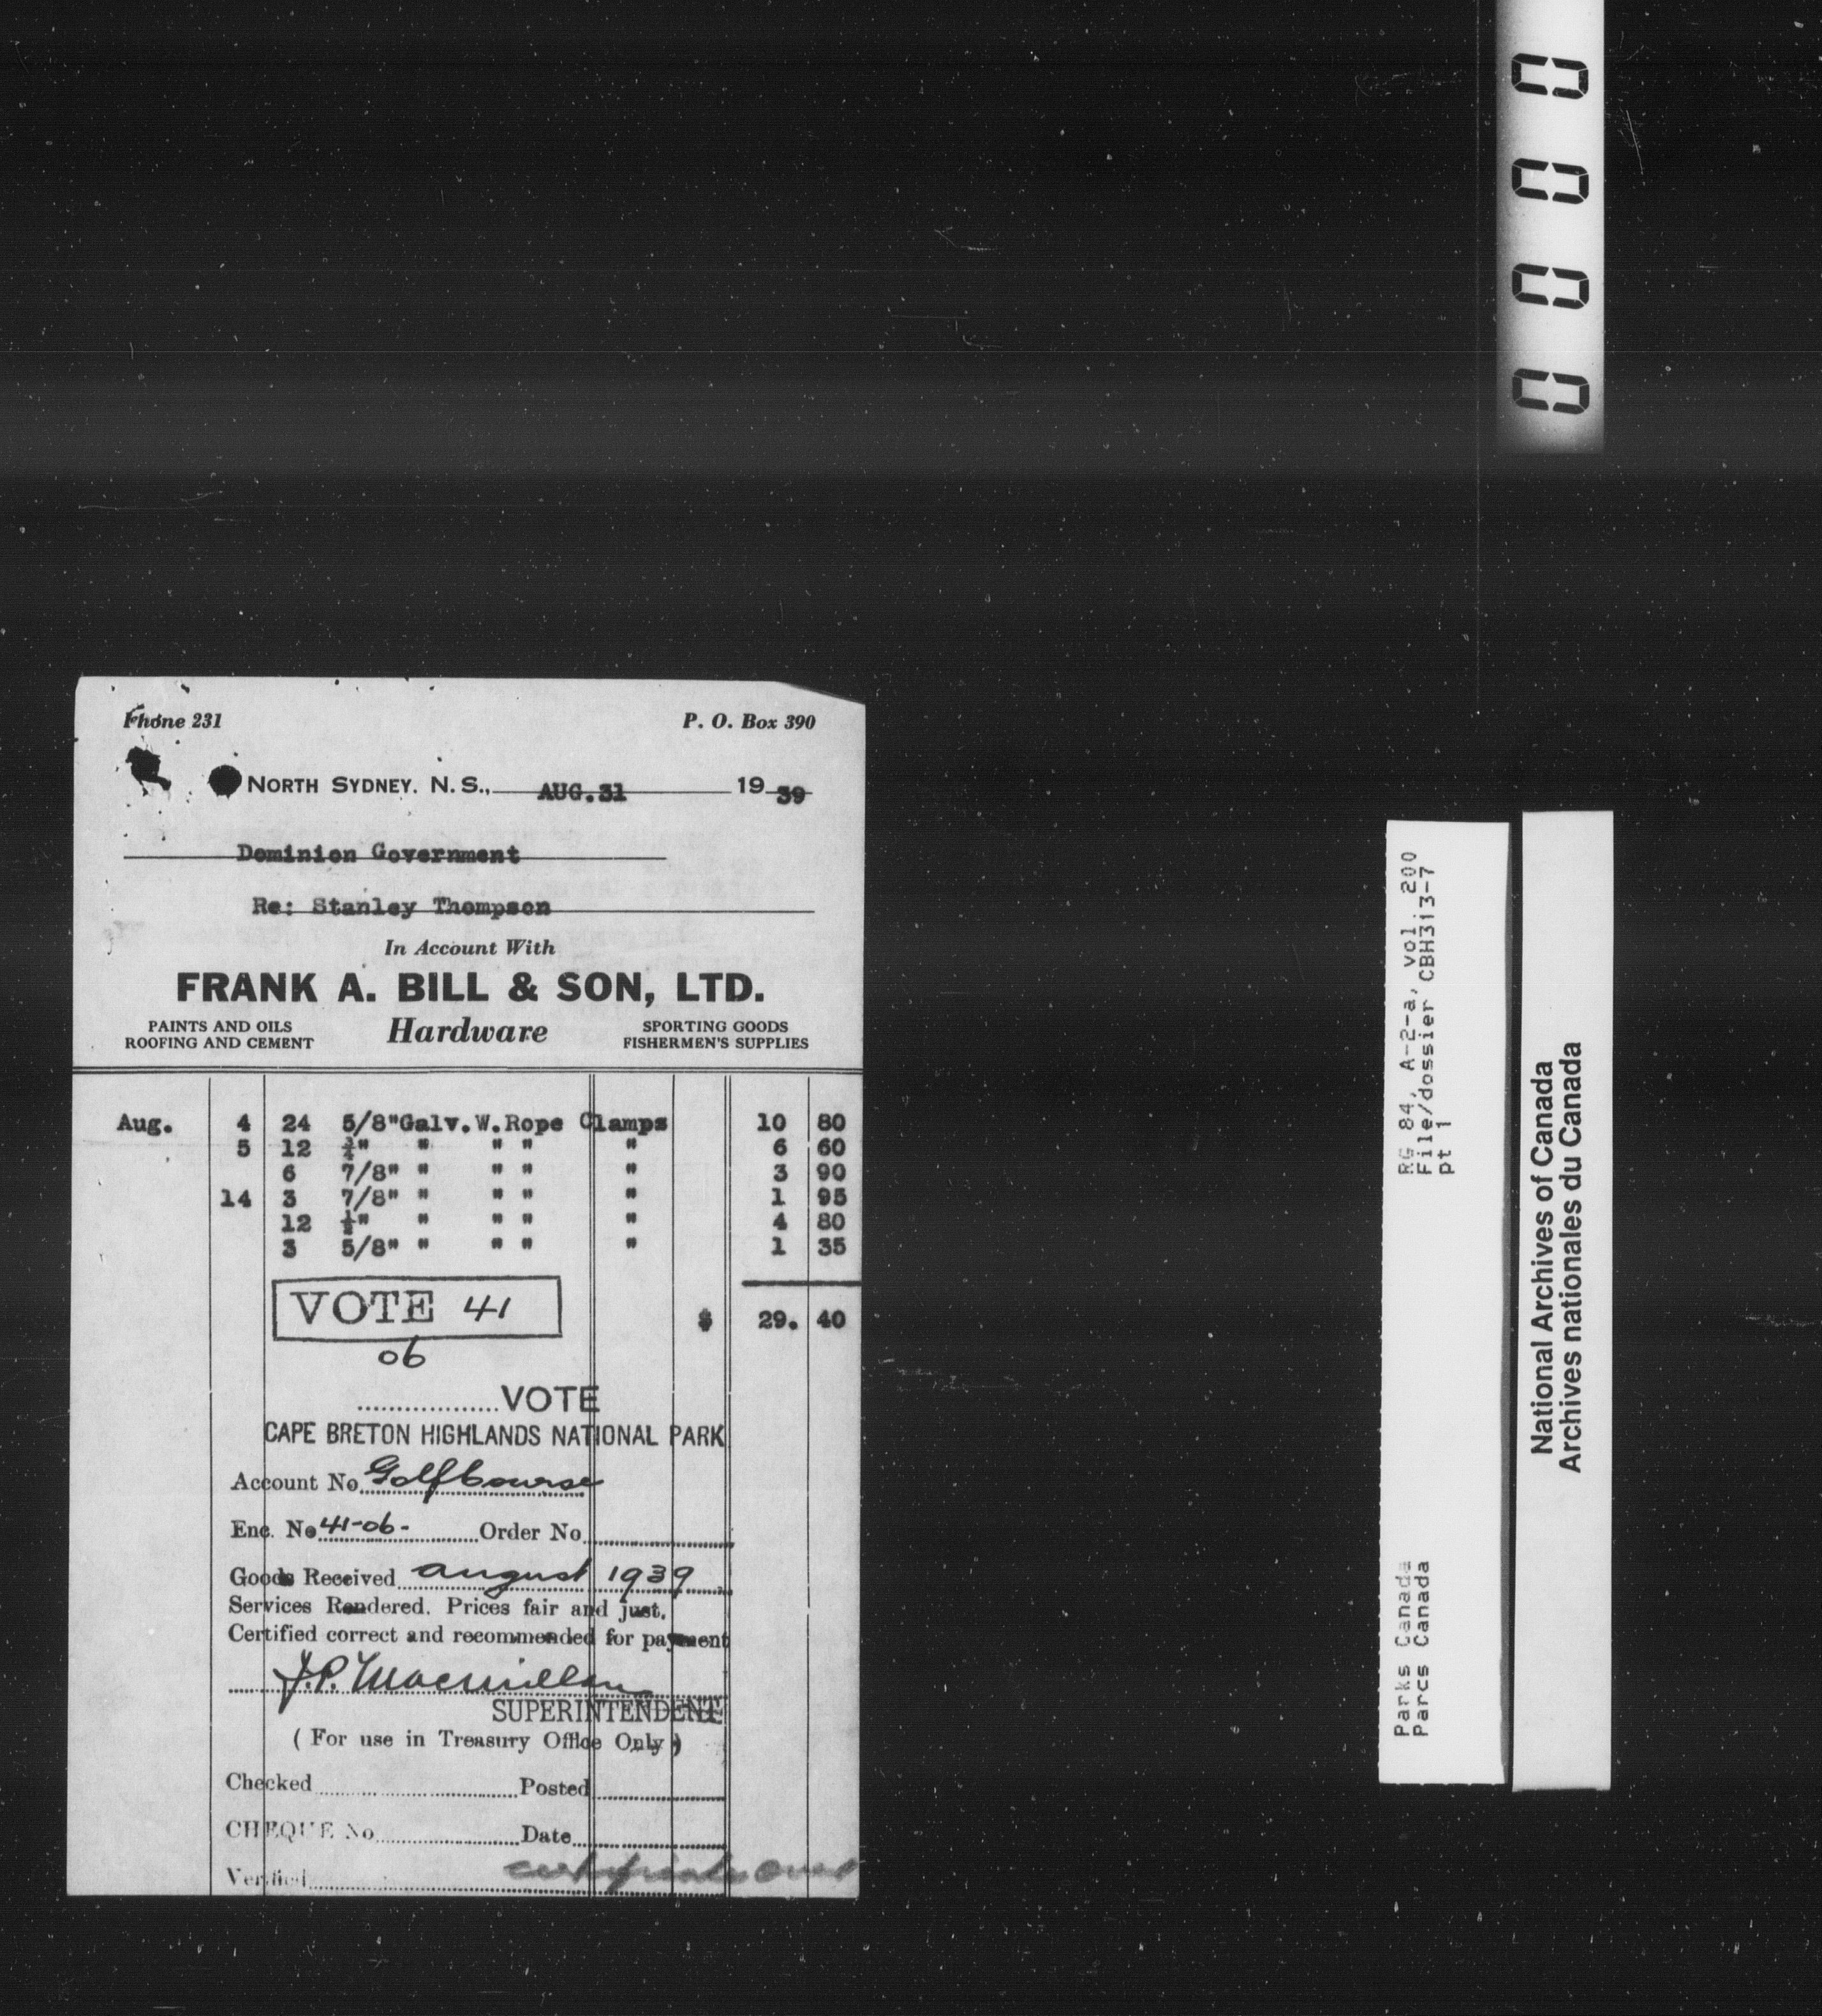 Phone 231 P. O. Box 390
NORTH SYDNEY. N. S., AUG.31 19 39
Dominion Government
Re: Stanley Thompson
In Account With
FRANK A. BILL & SON, LTD.
PAINTS AND OILS Hardware SPORTING GOODS
ROOFING AND CEMENT FISHERMEN'S SUPPLIES
Aug. 4 24 5/8"Galv.W.Rope Clamps 10 80
5 12 ¾" " " " " 6 60
6 7/8" " " " " 3 90
14 3 7/8" " " " " 1 95
12 " " " " 4 80
3 5/8" " " " " 1 35
VOTE 41 $ 29. 40
06
VOTE
CAPE BRETON HIGHLANDS NATIONAL PARK
Account No Golf Course
Enc. No 41-06- Order No
Goods Received August 1939
Services Rendered. Prices fair and just.
Certified correct and recommended for payment
J.P. Macmillan
SUPERINTENDENT
( For use in Treasury Office Only )
Checked Posted
CHEQUE No Date
Verified
0000
RG 84, A-2-a, vol. 200
File/dossier CBH313-7
pt 1
Parks Canada
Parcs Canada
National Archives of Canada
Archives nationales du Canada